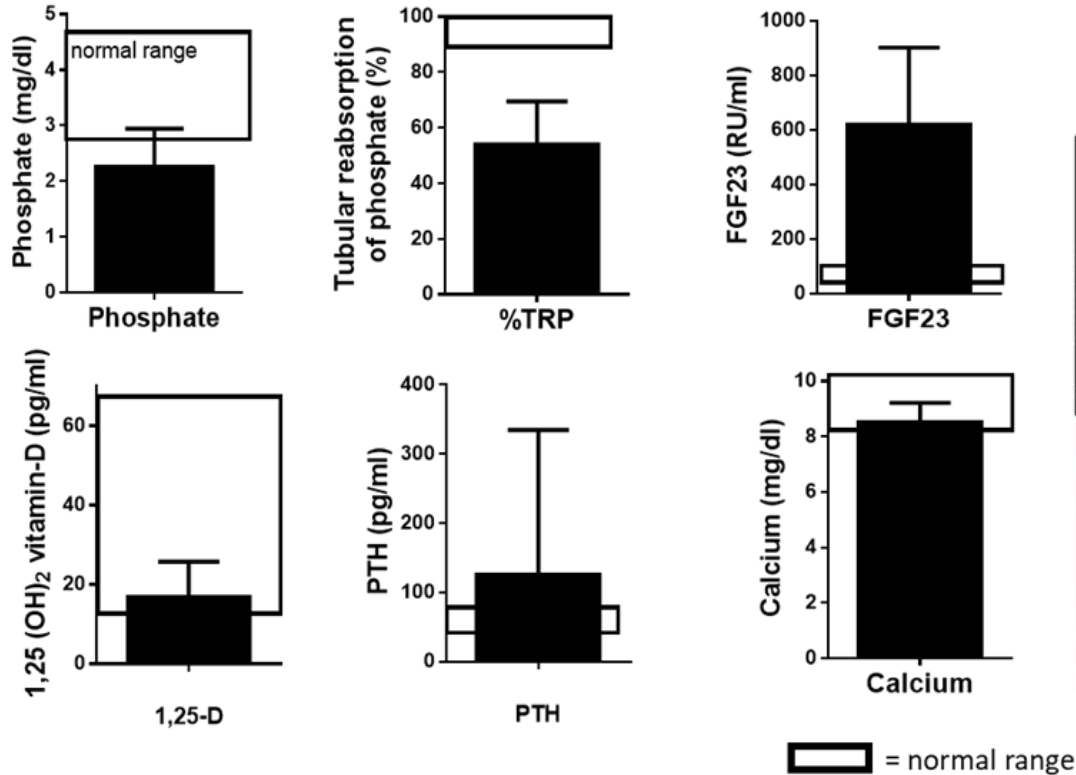 Phosphate (mg/dl)
5
4
3
2
1
0
normal range
Phosphate
Tubular reabsorption
of phosphate (%)
100
80
60
40
20
0
%TRP
FGF23 (RU/ml)
1000
800
600
400
200
0
FGF23
1,25 (OH)₂ vitamin-D (pg/ml)
60
40
20
0
1,25-D
PTH (pg/ml)
400
300
200
100
0
PTH
Calcium (mg/dl)
10
8
6
4
2
0
Calcium
= normal range